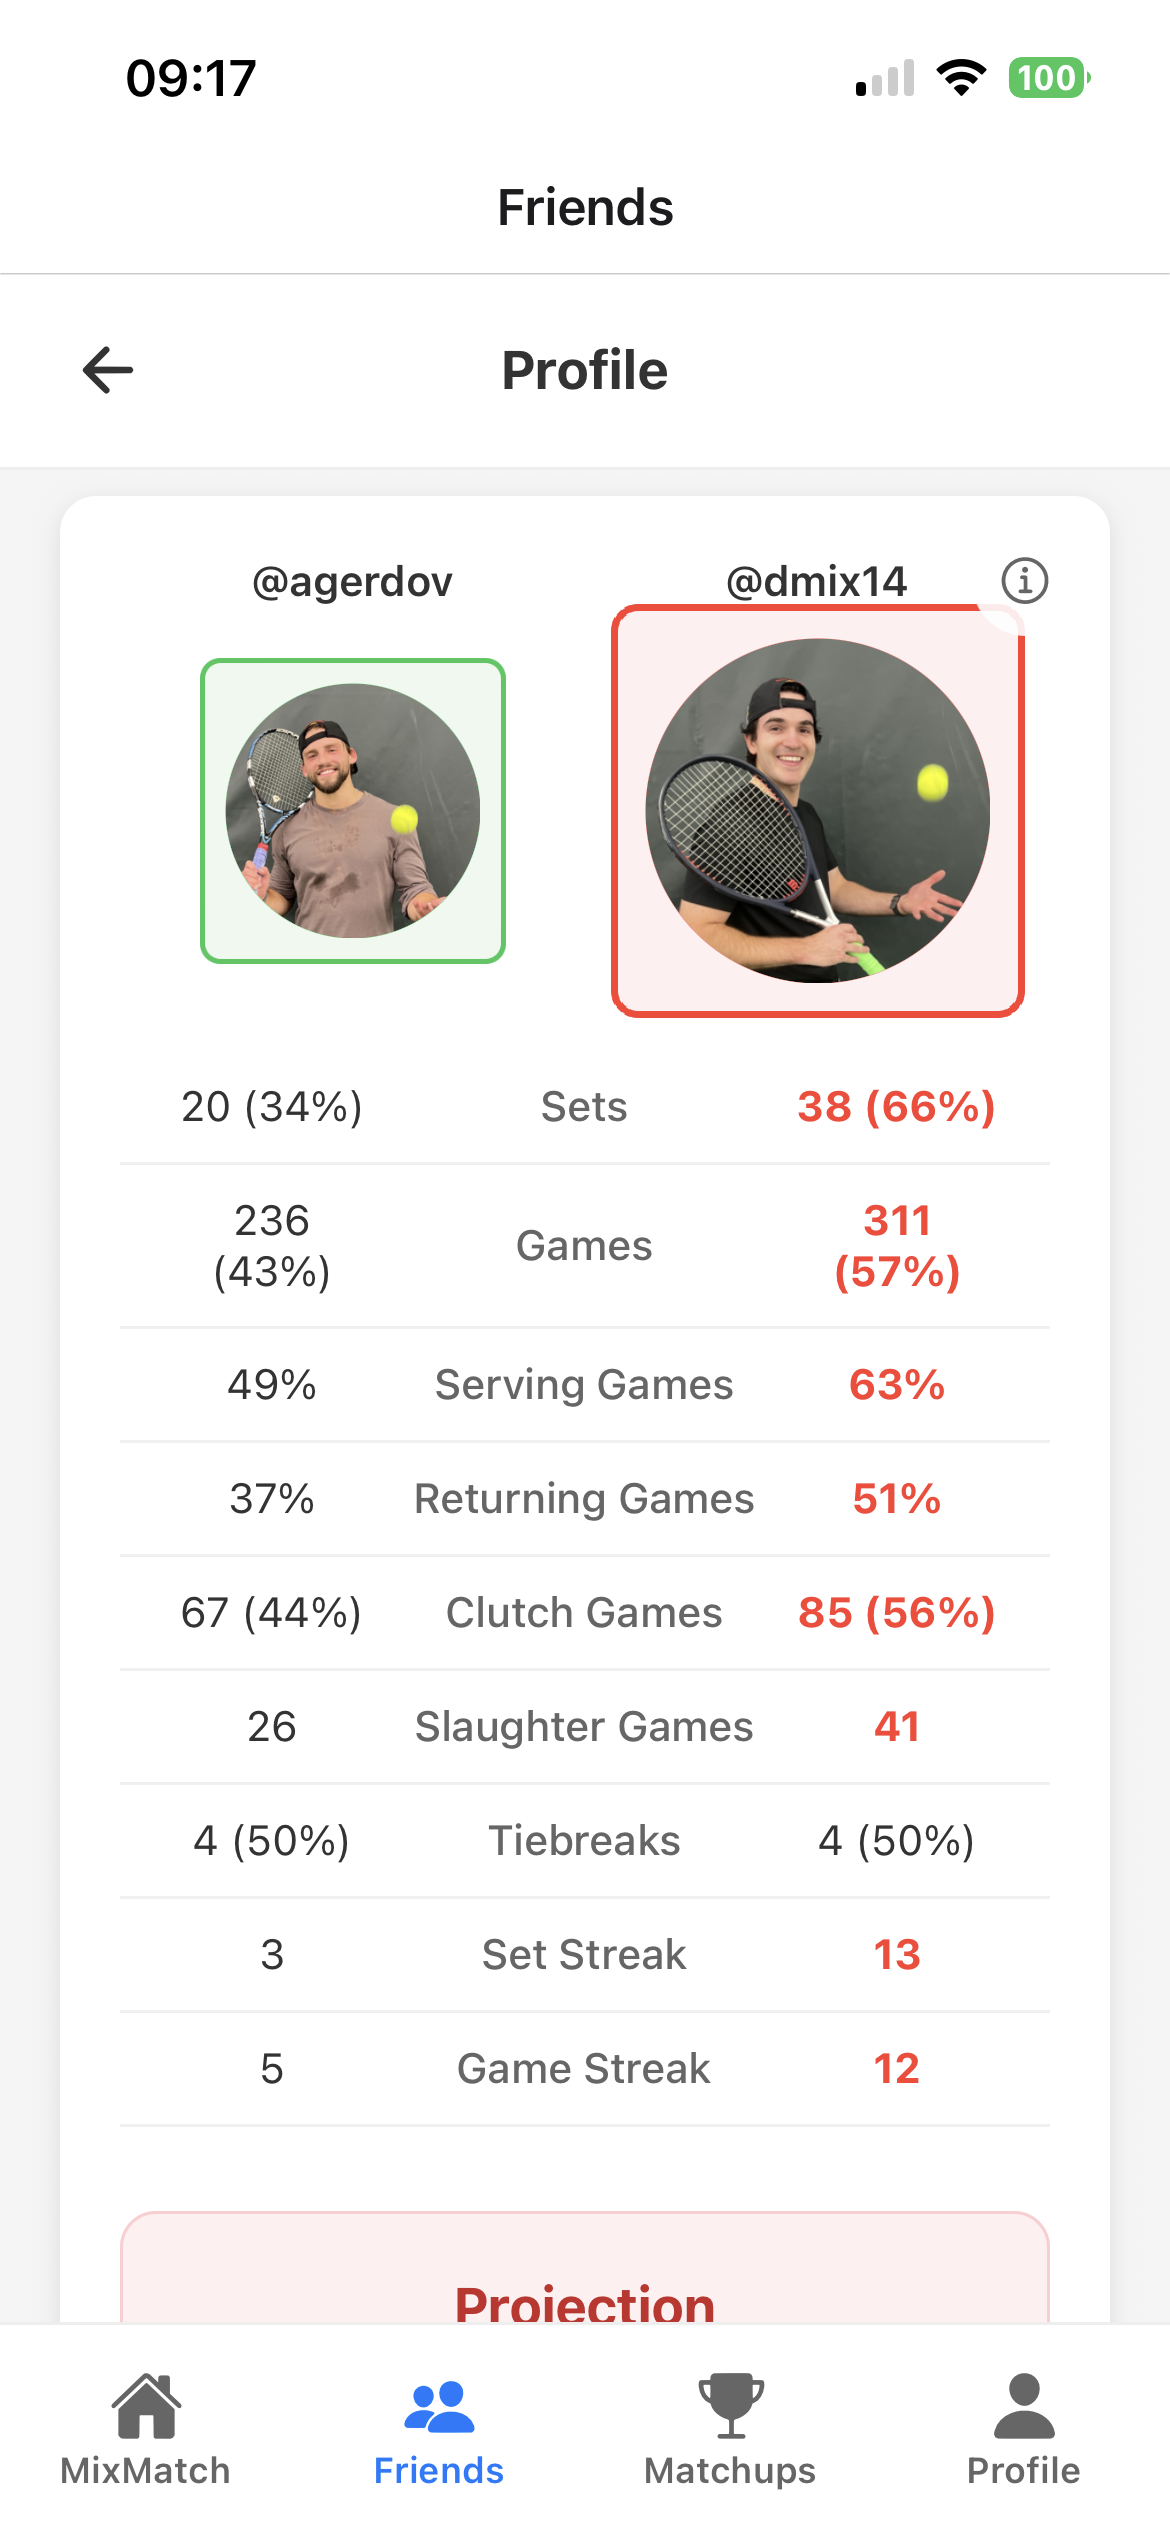 09:17
100
Friends
Profile
@agerdov
@dmix14
20 (34%) Sets 38 (66%)
236 (43%) Games 311 (57%)
49% Serving Games 63%
37% Returning Games 51%
67 (44%) Clutch Games 85 (56%)
26 Slaughter Games 41
4 (50%) Tiebreaks 4 (50%)
3 Set Streak 13
5 Game Streak 12
Projection
MixMatch Friends Matchups Profile